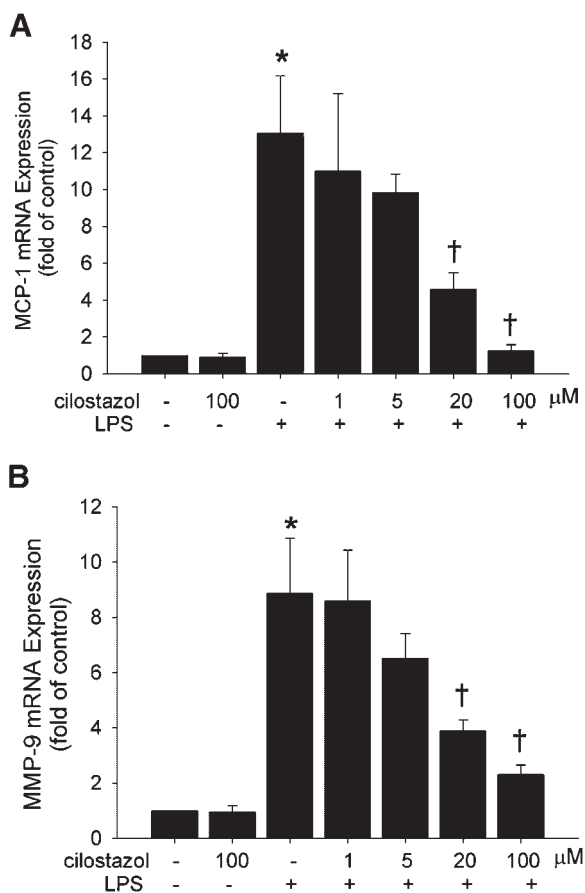 A
18
16
14
12
10
8
6
4
2
0
MCP-1 mRNA Expression
(fold of control)
*
†
†
cilostazol - 100 - 1 5 20 100 μM
LPS - - + + + + +
B
12
10
8
6
4
2
0
MMP-9 mRNA Expression
(fold of control)
*
†
†
cilostazol - 100 - 1 5 20 100 μM
LPS - - + + + + +